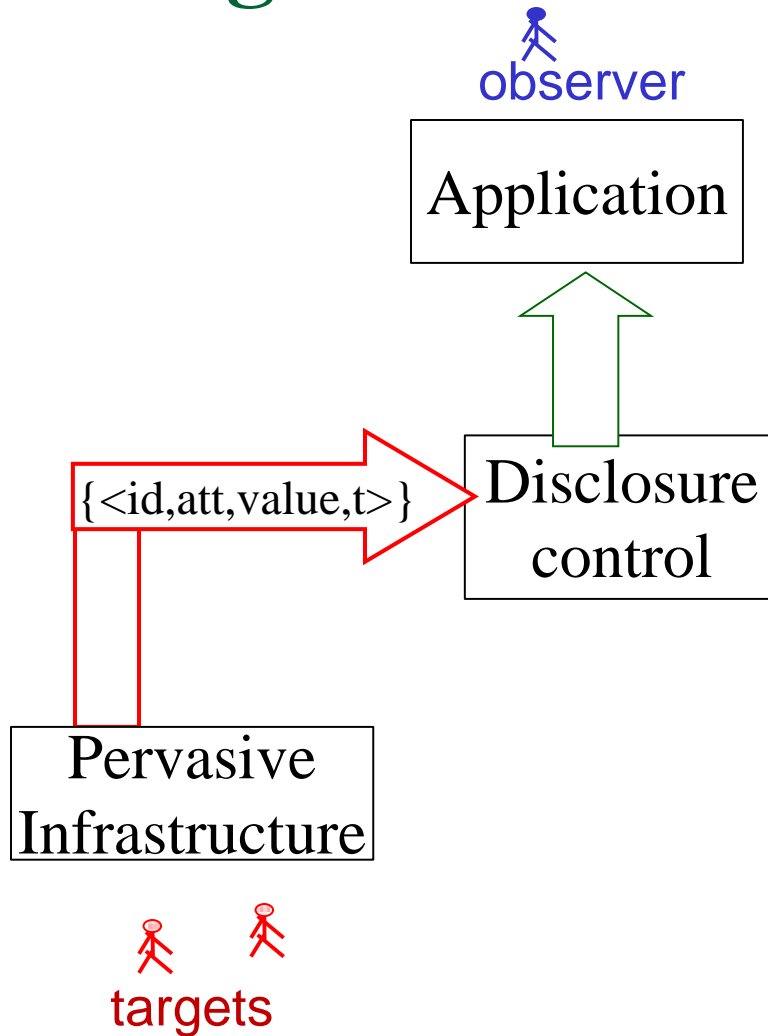 observer
Application
{<id,att,value,t>}
Disclosure
control
Pervasive
Infrastructure
targets